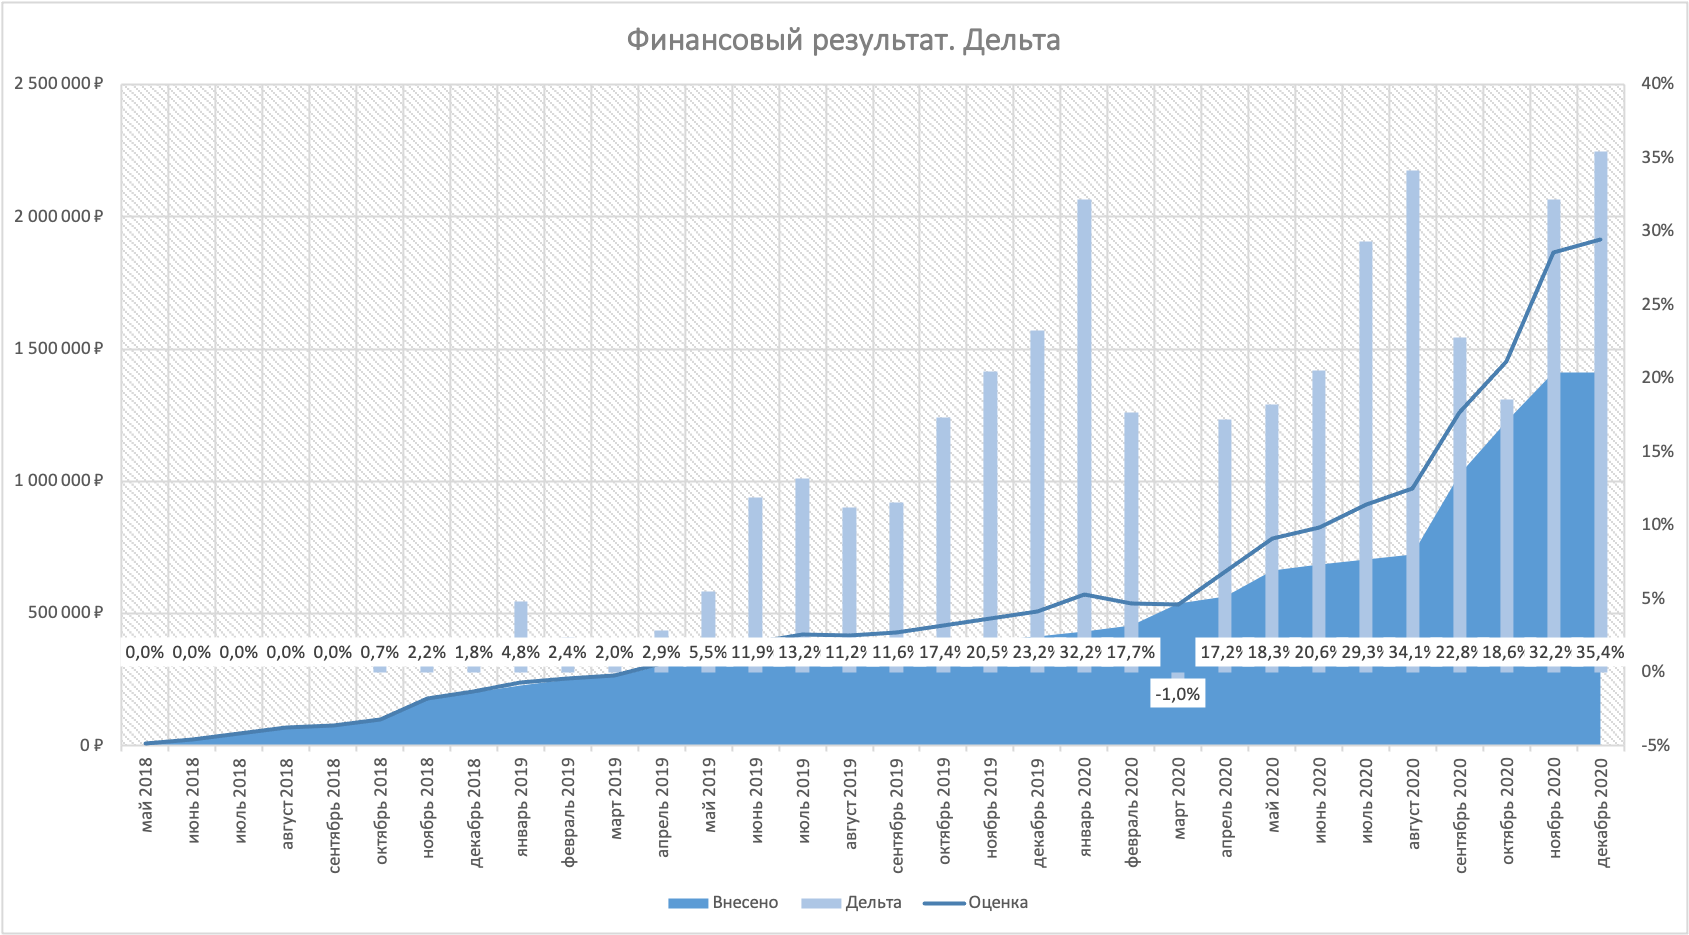 Финансовый результат. Дельта
2 500 000 ₽
2 000 000 ₽
1 500 000 ₽
1 000 000 ₽
500 000 ₽
0 ₽
40%
35%
30%
25%
20%
15%
10%
5%
0%
-5%
0,0% 0,0% 0,0% 0,0% 0,0% 0,7% 2,2% 1,8% 4,8% 2,4% 2,0% 2,9% 5,5% 11,9% 13,2% 11,2% 11,6% 17,4% 20,5% 23,2% 32,2% 17,7% 17,2% 18,3% 20,6% 29,3% 34,1% 22,8% 18,6% 32,2% 35,4%
-1,0%
май 2018
июнь 2018
июль 2018
август 2018
сентябрь 2018
октябрь 2018
ноябрь 2018
декабрь 2018
январь 2019
февраль 2019
март 2019
апрель 2019
май 2019
июнь 2019
июль 2019
август 2019
сентябрь 2019
октябрь 2019
ноябрь 2019
декабрь 2019
январь 2020
февраль 2020
март 2020
апрель 2020
май 2020
июнь 2020
июль 2020
август 2020
сентябрь 2020
октябрь 2020
ноябрь 2020
декабрь 2020
Внесено Дельта Оценка